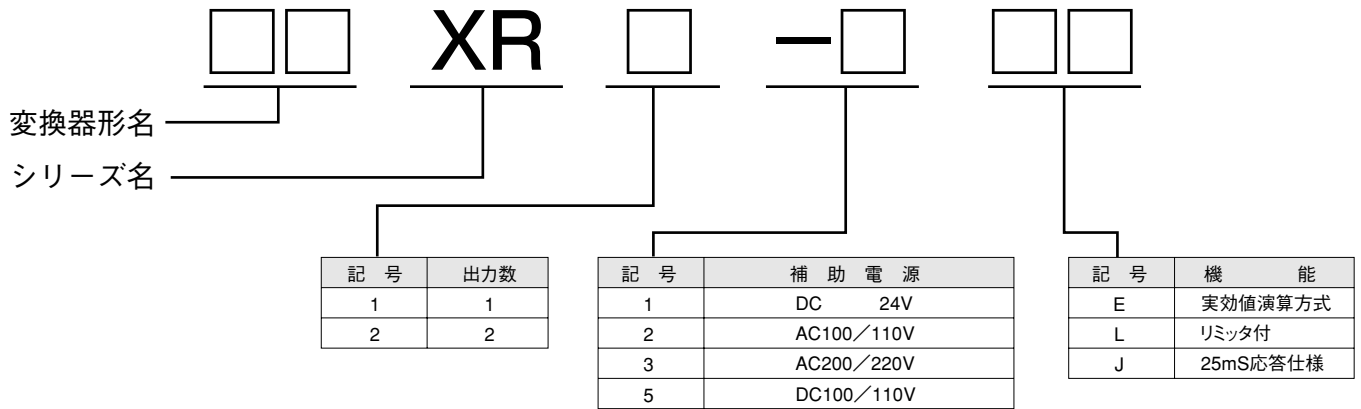 □□ XR □ －□ □□
変換器形名
シリーズ名
記 号 出力数
1 1
2 2
記 号 補 助 電 源
1 DC 24V
2 AC100／110V
3 AC200／220V
5 DC100／110V
記 号 機 能
E 実効値演算方式
L リミッタ付
J 25mS応答仕様